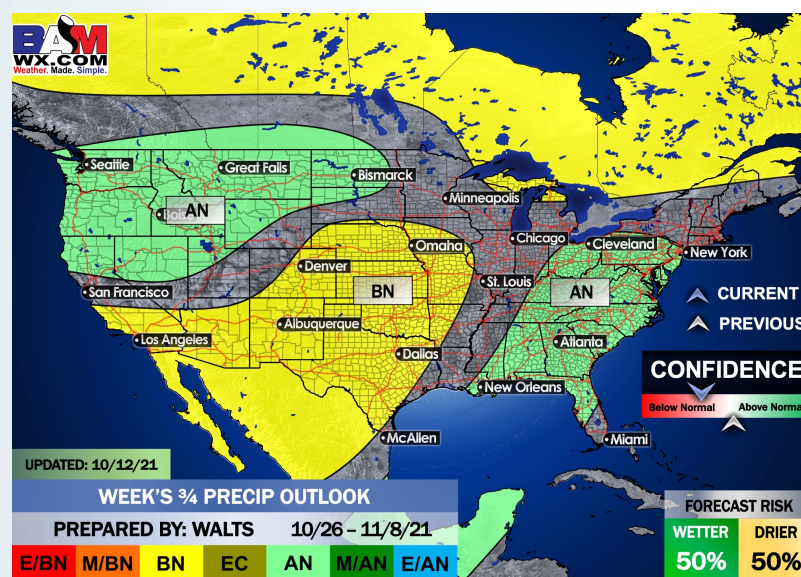 BAM
WX.COM
Weather. Made. Simple.
Seattle
Great Falls
Bismarck
Minneapolis
AN
Omaha
Chicago
Cleveland
New York
Denver
St. Louis
BN
AN
San Francisco
CURRENT
Los Angeles
Albuquerque
PREVIOUS
Dallas
Atlanta
CONFIDENCE
New Orleans
Below Normal
Above Norma
McAllen
Miami
UPDATED: 10/12/21
WEEK'S ¾ PRECIP OUTLOOK
PREPARED BY: WALTS 10/26 – 11/8/21
E/BN M/BN BN EC AN M/AN E/AN
FORECAST RISK
WETTER DRIER
50% 50%